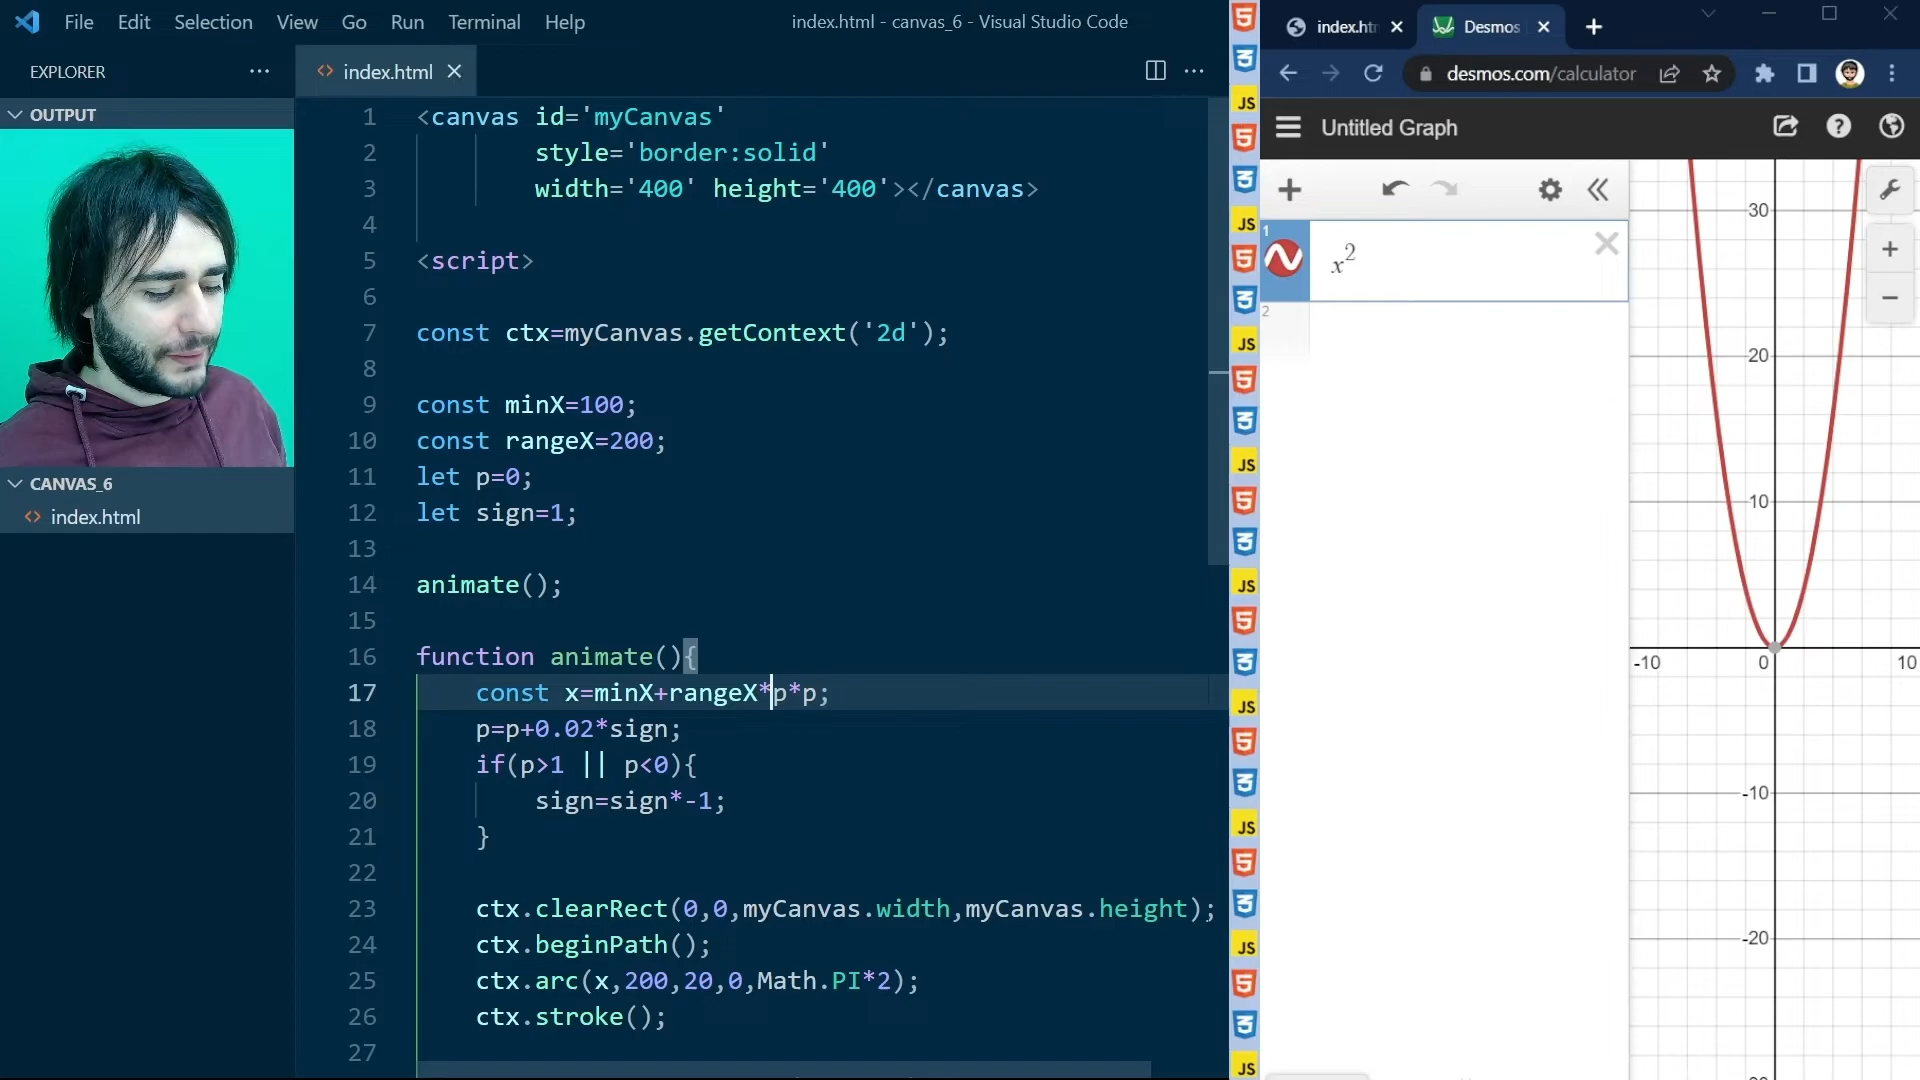 File Edit Selection View Go Run Terminal Help
index.html - canvas_6 - Visual Studio Code
EXPLORER
OUTPUT
CANVAS_6
index.html
index.html
1 <canvas id='myCanvas'
2 style='border:solid'
3 width='400' height='400'></canvas>
4
5 <script>
6
7 const ctx=myCanvas.getContext('2d');
8
9 const minX=100;
10 const rangeX=200;
11 let p=0;
12 let sign=1;
13
14 animate();
15
16 function animate(){
17 const x=minX+rangeX*p*p;
18 p=p+0.02*sign;
19 if(p>1 || p<0){
20 sign=sign*-1;
21 }
22
23 ctx.clearRect(0,0,myCanvas.width,myCanvas.height);
24 ctx.beginPath();
25 ctx.arc(x,200,20,0,Math.PI*2);
26 ctx.stroke();
27
index.ht
Desmos
desmos.com/calculator
Untitled Graph
1
x²
2
30
20
10
-10 0 10
-10
-20